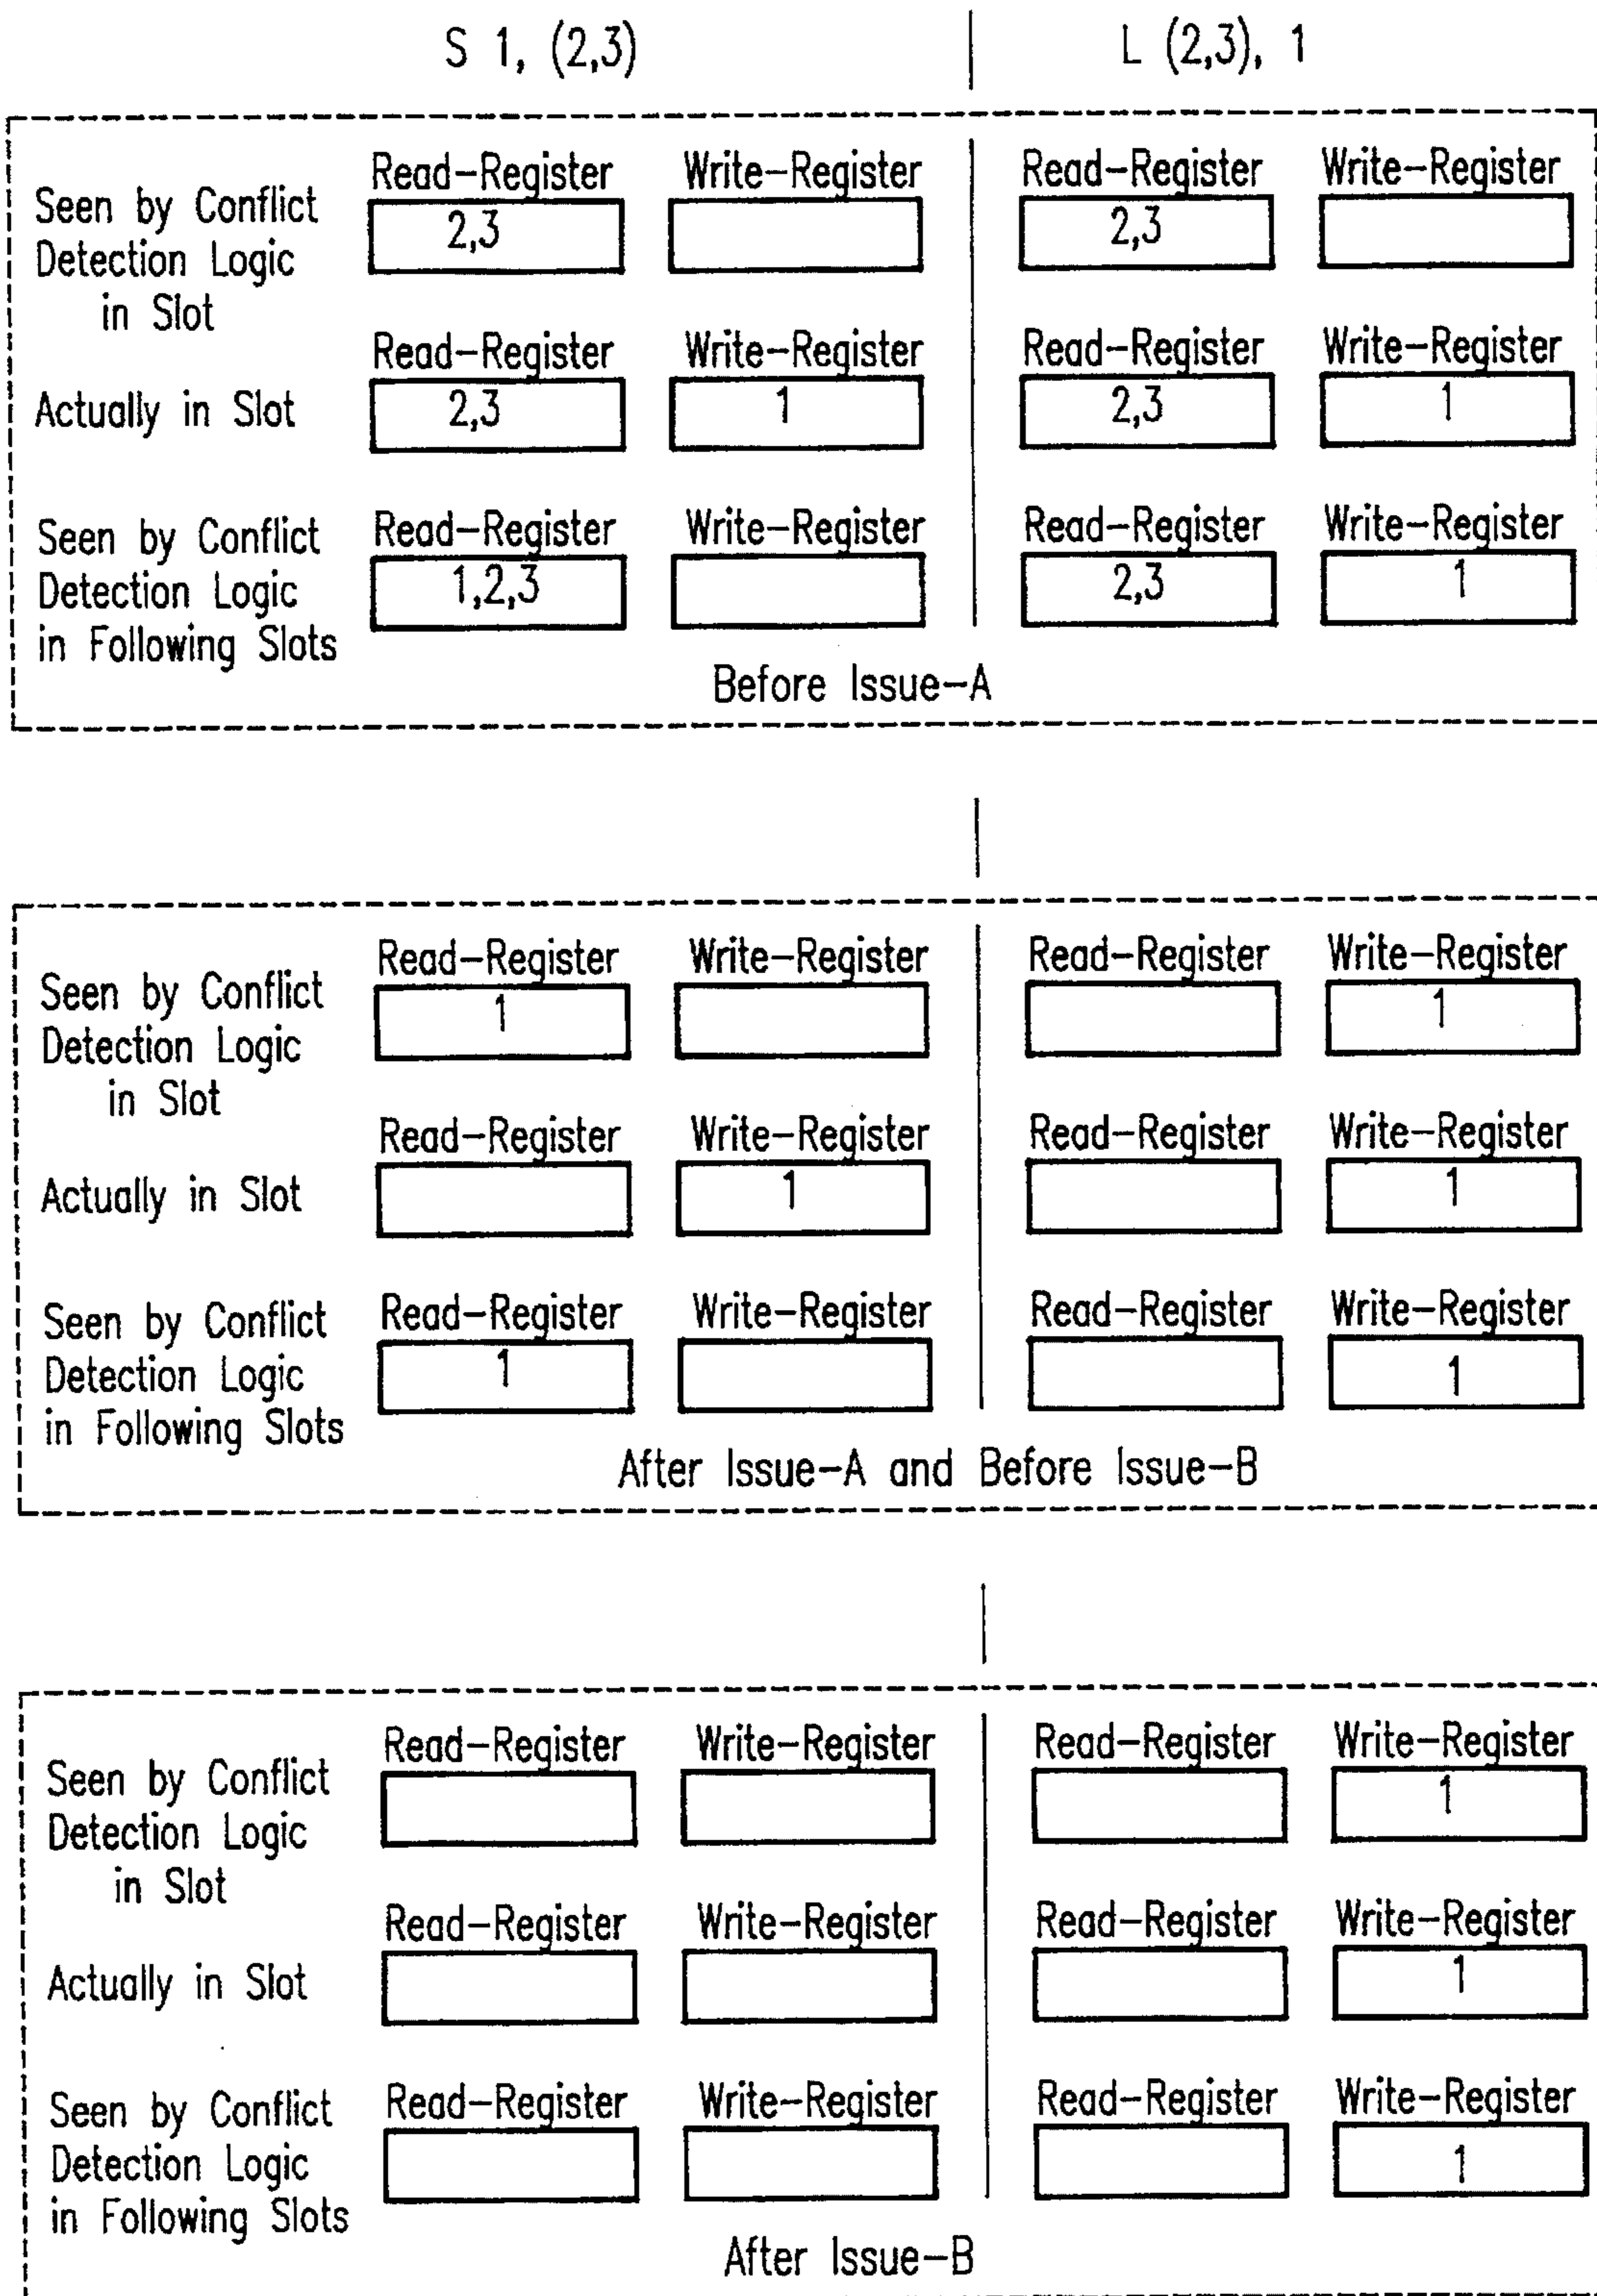 S 1, (2,3) L (2,3), 1
Read-Register Write-Register Read-Register Write-Register
Seen by Conflict
Detection Logic
in Slot
2,3 2,3
Read-Register Write-Register Read-Register Write-Register
Actually in Slot 2,3 1 2,3 1
Read-Register Write-Register Read-Register Write-Register
Seen by Conflict
Detection Logic
in Following Slots
1,2,3 2,3 1
Before Issue-A
Read-Register Write-Register Read-Register Write-Register
Seen by Conflict
Detection Logic
in Slot
1 1
Read-Register Write-Register Read-Register Write-Register
Actually in Slot 1 1
Read-Register Write-Register Read-Register Write-Register
Seen by Conflict
Detection Logic
in Following Slots
1 1
After Issue-A and Before Issue-B
Read-Register Write-Register Read-Register Write-Register
Seen by Conflict
Detection Logic
in Slot
1
Read-Register Write-Register Read-Register Write-Register
Actually in Slot 1
Read-Register Write-Register Read-Register Write-Register
Seen by Conflict
Detection Logic
in Following Slots
1
After Issue-B